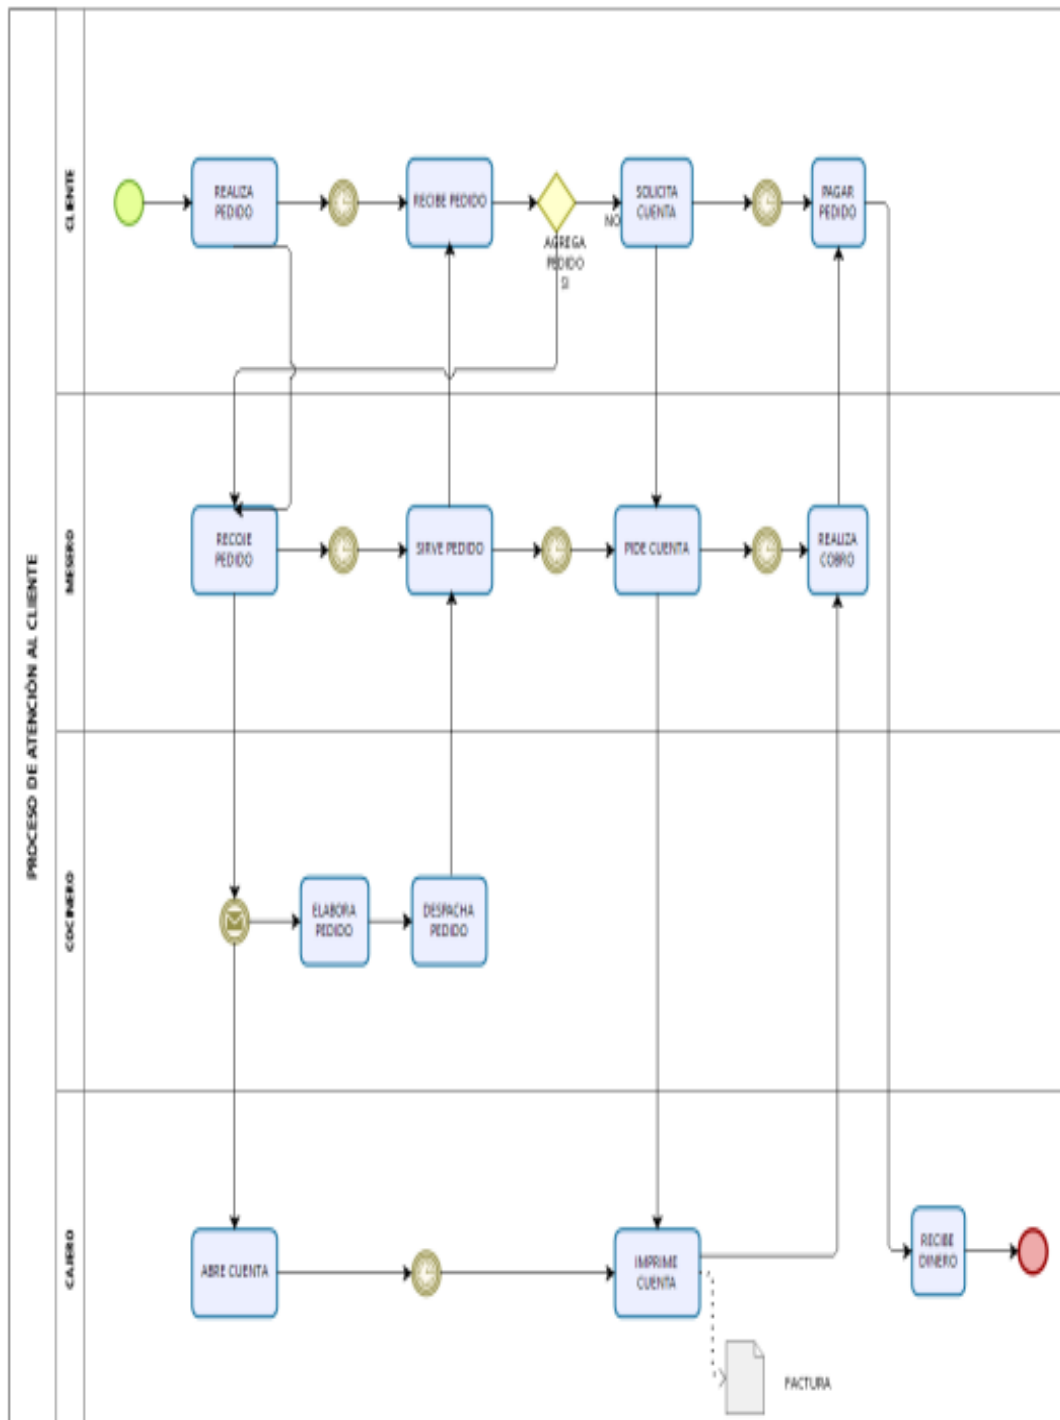 PROCESO DE ATENCIÓN AL CLIENTE
CLIENTE
REALIZA
PEDIDO
RECIBE PEDIDO
AGREGA
PEDIDO
SI
NO
SOLICITA
CUENTA
PAGAR
PEDIDO
MESERO
RECOJE
PEDIDO
SIRVE PEDIDO
PIDE CUENTA
REALIZA
COBRO
COCINERO
ELABORA
PEDIDO
DESPACHA
PEDIDO
CAJERO
ABRE CUENTA
IMPRIME
CUENTA
RECIBE
DINERO
FACTURA